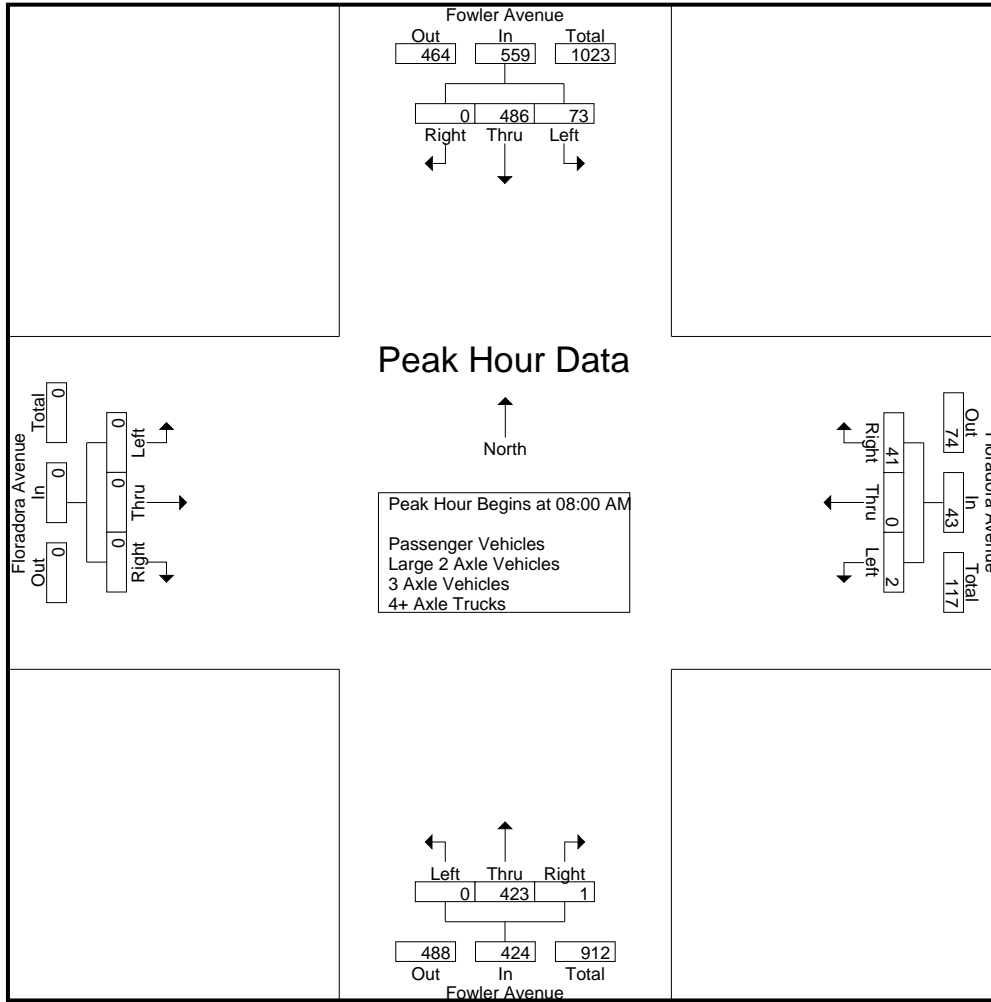 Fowler Avenue
Out In Total
464 559 1023
0 486 73
Right Thru Left
Peak Hour Data
North
Peak Hour Begins at 08:00 AM
Passenger Vehicles
Large 2 Axle Vehicles
3 Axle Vehicles
4+ Axle Trucks
Floradora Avenue
Total In Out
0 0 0
0 0 0
Left Thru Right
Right Thru Left
41 0 2
74 43 117
Out In Total
Floradora Avenue
Left Thru Right
0 423 1
488 424 912
Out In Total
Fowler Avenue